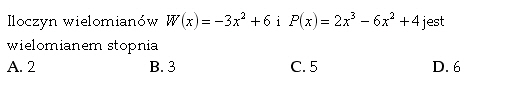 Iloczyn wielomianów W(x) = −3x² + 6 i P(x) = 2x³ − 6x² + 4 jest
wielomianem stopnia
A. 2 B. 3 C. 5 D. 6